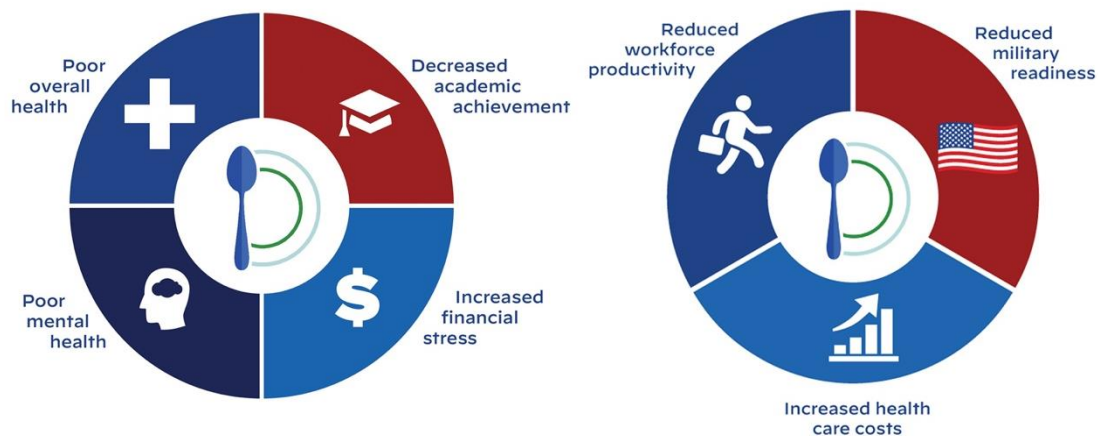 Poor
overall
health
Decreased
academic
achievement
Poor
mental
health
$
Increased
financial
stress
Reduced
workforce
productivity
Reduced
military
readiness
Increased health
care costs